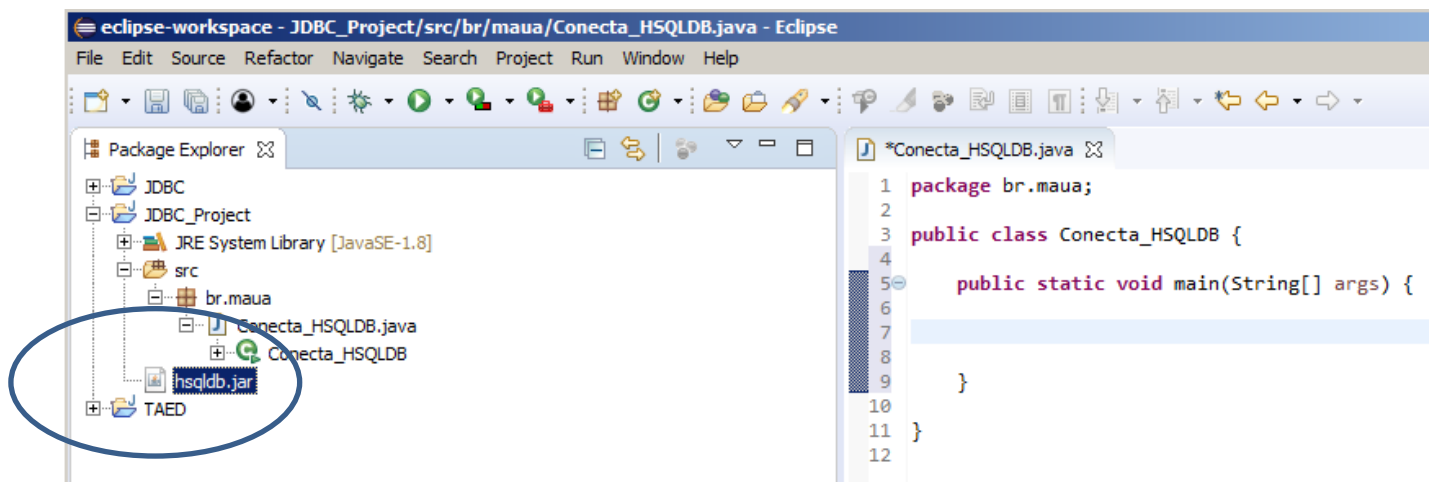 eclipse-workspace - JDBC_Project/src/br/maua/Conecta_HSQLDB.java - Eclipse
File Edit Source Refactor Navigate Search Project Run Window Help
Package Explorer
JDBC
JDBC_Project
JRE System Library [JavaSE-1.8]
src
br.maua
Conecta_HSQLDB.java
Conecta_HSQLDB
hsqldb.jar
TAED
*Conecta_HSQLDB.java
1 package br.maua;
2
3 public class Conecta_HSQLDB {
4
5 public static void main(String[] args) {
6
7
8
9 }
10
11 }
12